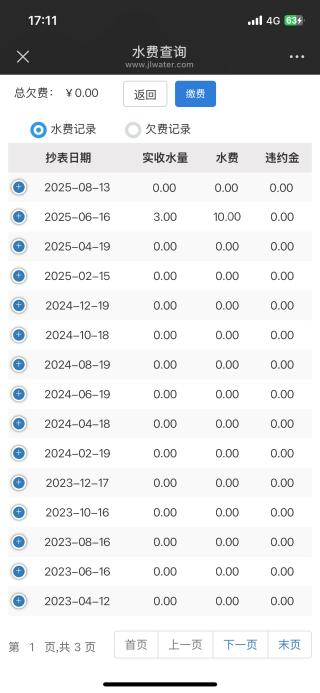 17:11
4G 63
水费查询
www.jlwater.com
总欠费： ￥0.00 返回 缴费
水费记录 欠费记录
抄表日期 实收水量 水费 违约金
2025-08-13 0.00 0.00 0.00
2025-06-16 3.00 10.00 0.00
2025-04-19 0.00 0.00 0.00
2025-02-15 0.00 0.00 0.00
2024-12-19 0.00 0.00 0.00
2024-10-18 0.00 0.00 0.00
2024-08-19 0.00 0.00 0.00
2024-06-19 0.00 0.00 0.00
2024-04-18 0.00 0.00 0.00
2024-02-19 0.00 0.00 0.00
2023-12-17 0.00 0.00 0.00
2023-10-16 0.00 0.00 0.00
2023-08-16 0.00 0.00 0.00
2023-06-16 0.00 0.00 0.00
2023-04-12 0.00 0.00 0.00
第 1 页,共 3 页 首页 上一页 下一页 末页